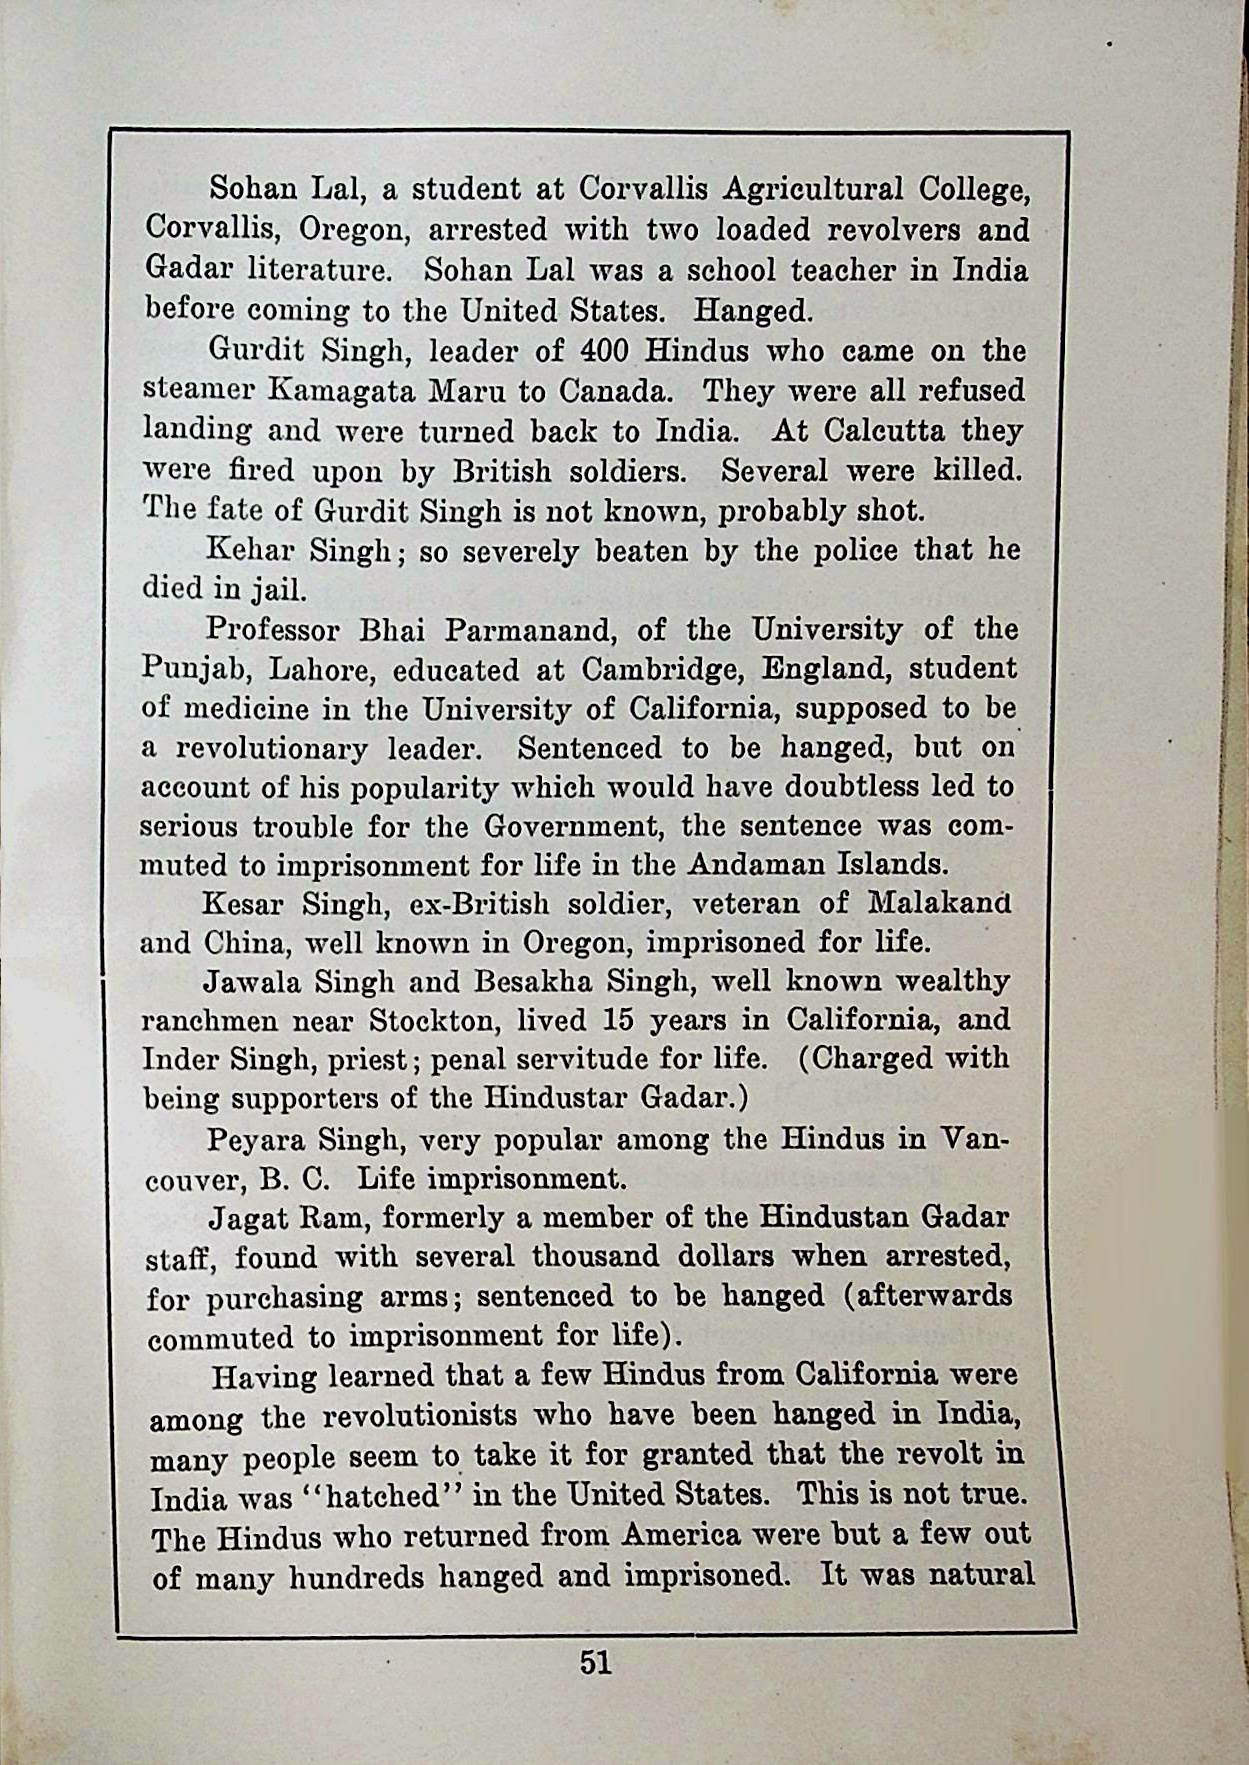 Sohan Lal, a student at Corvallis Agricultural College,
Corvallis, Oregon, arrested with two loaded revolvers and
Gadar literature. Sohan Lal was a school teacher in India
before coming to the United States. Hanged.
Gurdit Singh, leader of 400 Hindus who came on the
steamer Kamagata Maru to Canada. They were all refused
landing and were turned back to India. At Calcutta they
were fired upon by British soldiers. Several were killed.
The fate of Gurdit Singh is not known, probably shot.
Kehar Singh; so severely beaten by the police that he
died in jail.
Professor Bhai Parmanand, of the University of the
Punjab, Lahore, educated at Cambridge, England, student
of medicine in the University of California, supposed to be
a revolutionary leader. Sentenced to be hanged, but on
account of his popularity which would have doubtless led to
serious trouble for the Government, the sentence was com-
muted to imprisonment for life in the Andaman Islands.
Kesar Singh, ex-British soldier, veteran of Malakand
and China, well known in Oregon, imprisoned for life.
Jawala Singh and Besakha Singh, well known wealthy
ranchmen near Stockton, lived 15 years in California, and
Inder Singh, priest; penal servitude for life. (Charged with
being supporters of the Hindustar Gadar.)
Peyara Singh, very popular among the Hindus in Van-
couver, B. C. Life imprisonment.
Jagat Ram, formerly a member of the Hindustan Gadar
staff, found with several thousand dollars when arrested,
for purchasing arms; sentenced to be hanged (afterwards
commuted to imprisonment for life).
Having learned that a few Hindus from California were
among the revolutionists who have been hanged in India,
many people seem to take it for granted that the revolt in
India was "hatched" in the United States. This is not true.
The Hindus who returned from America were but a few out
of many hundreds hanged and imprisoned. It was natural
51